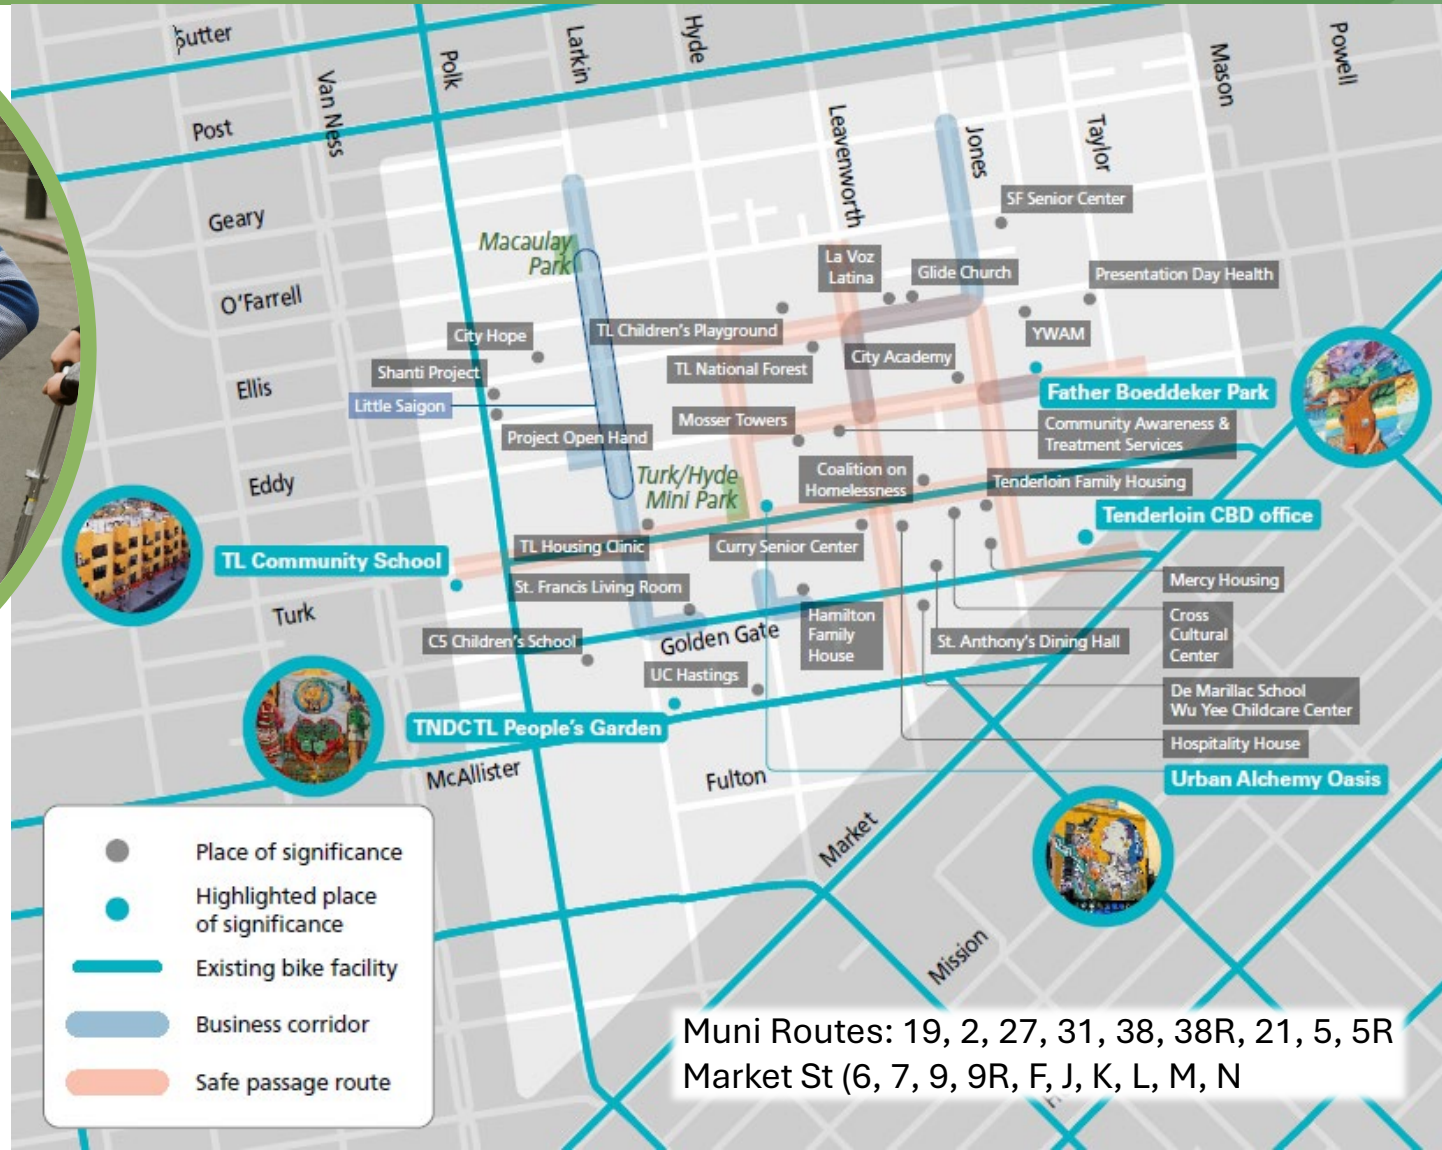 Sutter
Post
Geary
O'Farrell
Ellis
Eddy
Turk
Golden Gate
McAllister
Fulton
Van Ness
Polk
Larkin
Hyde
Leavenworth
Jones
Taylor
Mason
Powell
Market
Mission
Macaulay
Park
SF Senior Center
La Voz
Latina
Glide Church
Presentation Day Health
City Hope
TL Children's Playground
YWAM
Shanti Project
TL National Forest
City Academy
Little Saigon
Father Boeddeker Park
Project Open Hand
Mosser Towers
Community Awareness &
Treatment Services
Turk/Hyde
Mini Park
Coalition on
Homelessness
Tenderloin Family Housing
Tenderloin CBD office
TL Community School
TL Housing Clinic
Curry Senior Center
St. Francis Living Room
Mercy Housing
Hamilton
Family
House
St. Anthony's Dining Hall
Cross
Cultural
Center
C5 Children's School
UC Hastings
De Marillac School
Wu Yee Childcare Center
TNDCTL People's Garden
Hospitality House
Urban Alchemy Oasis
Place of significance
Highlighted place
of significance
Existing bike facility
Business corridor
Safe passage route
Muni Routes: 19, 2, 27, 31, 38, 38R, 21, 5, 5R
Market St (6, 7, 9, 9R, F, J, K, L, M, N